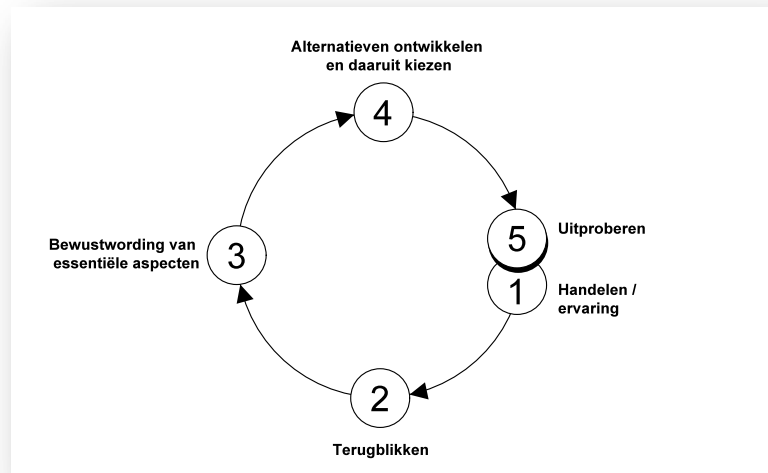 Alternatieven ontwikkelen
en daaruit kiezen
4
5
Uitproberen
Bewustwording van
essentiële aspecten
3
1
Handelen /
ervaring
2
Terugblikken